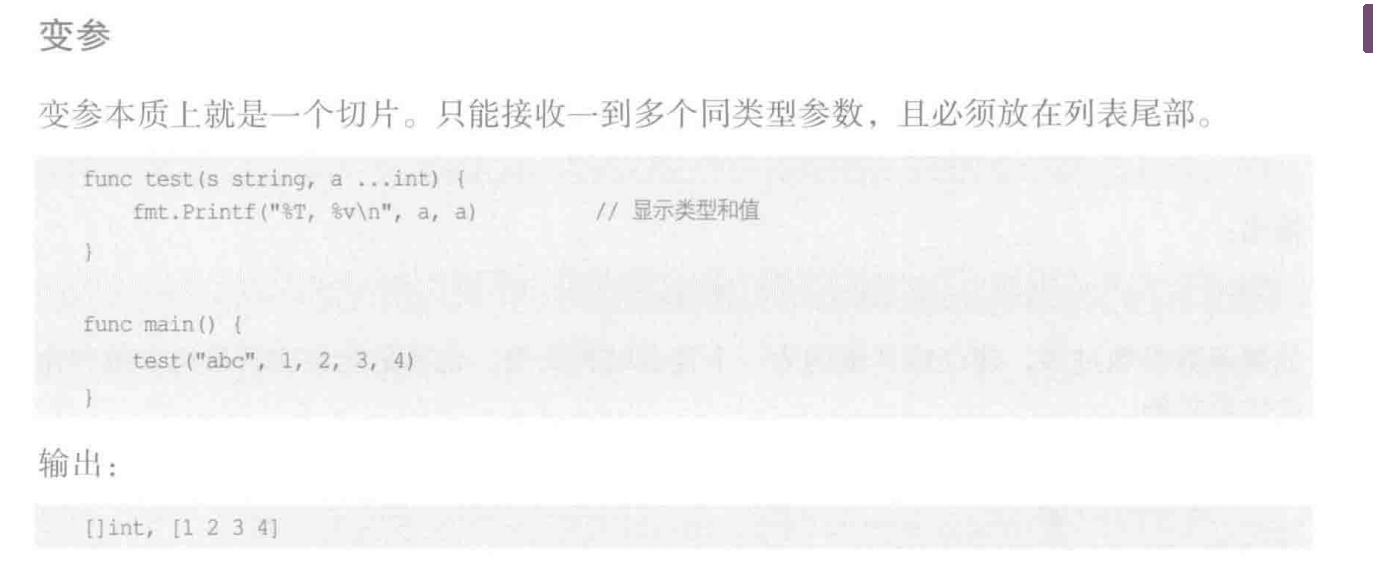 变参
变参本质上就是一个切片。只能接收一到多个同类型参数，且必须放在列表尾部。
func test(s string, a ...int) {
    fmt.Printf("%T, %v\n", a, a)          // 显示类型和值
}
func main() {
    test("abc", 1, 2, 3, 4)
}
输出：
[]int, [1 2 3 4]